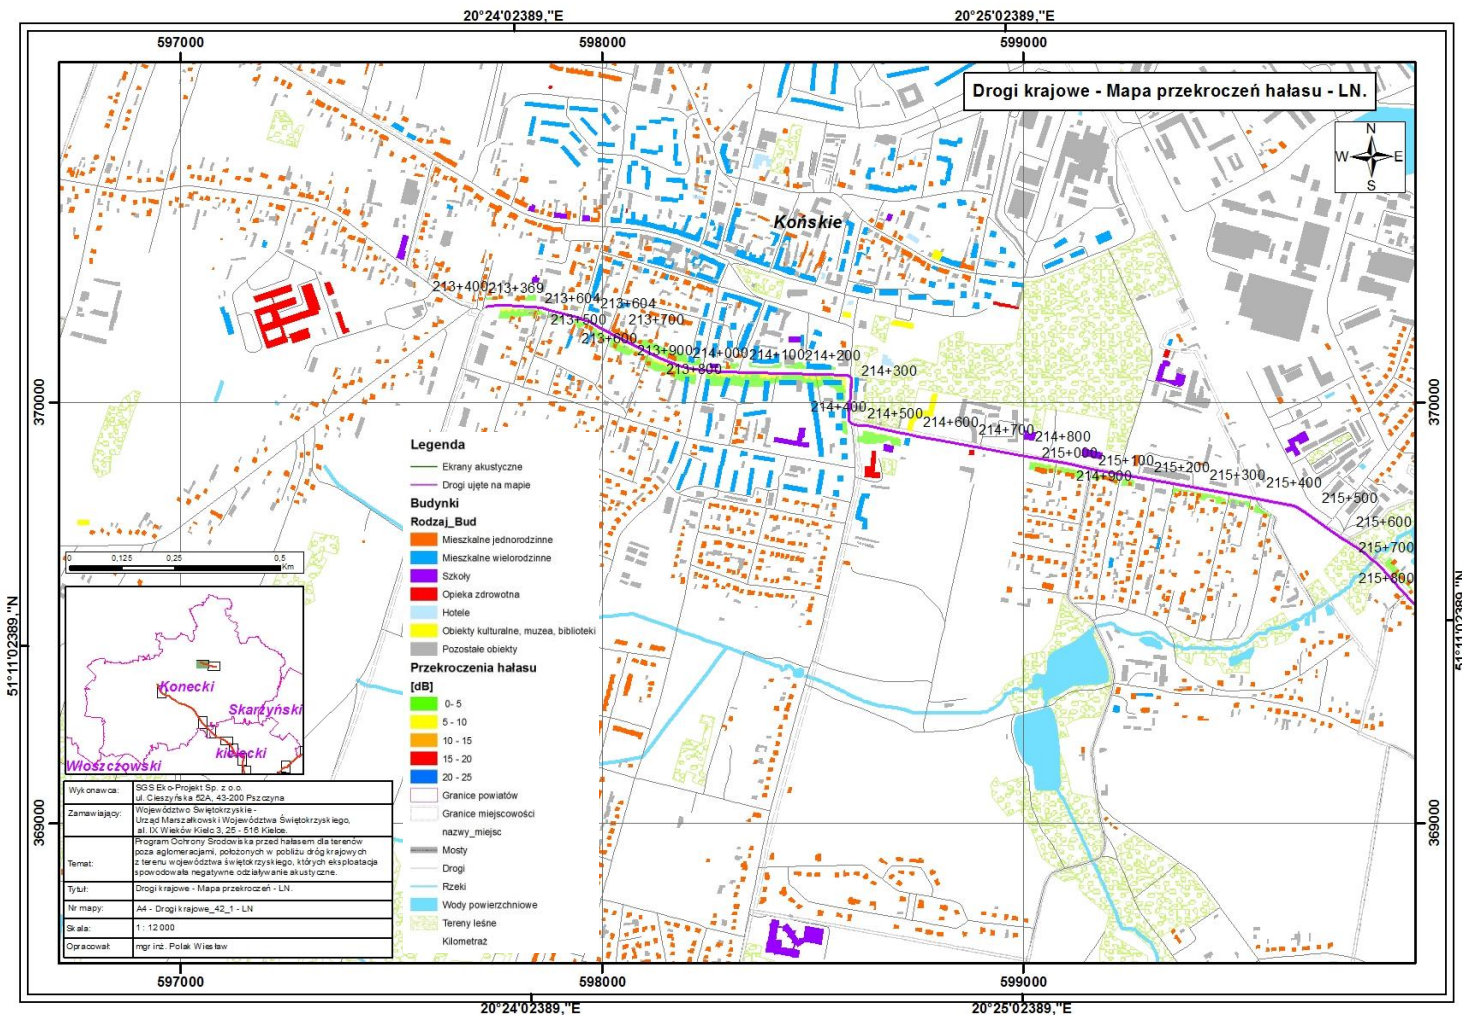 20°24'02389,"E
20°25'02389,"E
597000
598000
599000
Drogi krajowe - Mapa przekroczeń hałasu - LN.
N
W E
S
Końskie
213+400
213+369
213+604
213+604
213+500
213+700
213+600
213+900
214+000
214+100
214+200
213+800
214+300
214+400
214+500
214+600
214+700
214+800
215+000
215+100
214+900
215+200
215+300
215+400
215+500
215+600
215+700
215+800
370000
370000
51°11'02389,"N
51°11'02389,"N
369000
369000
Legenda
Ekrany akustyczne
Drogi ujęte na mapie
Budynki
Rodzaj_Bud
Mieszkalne jednorodzinne
Mieszkalne wielorodzinne
Szkoły
Opieka zdrowotna
Hotele
Obiekty kulturalne, muzea, biblioteki
Pozostałe obiekty
Przekroczenia hałasu
[dB]
0- 5
5 - 10
10 - 15
15 - 20
20 - 25
Granice powiatów
Granice miejscowości
nazwy_miejsc
Mosty
Drogi
Rzeki
Wody powierzchniowe
Tereny leśne
Kilometraż
0 0,125 0,25 0,5
Km
Konecki
Skarżyński
kielecki
Włoszczowski
Wykonawca: SGS Eko-Projekt Sp. z o.o.
ul. Cieszyńska 52A, 43-200 Pszczyna
Zamawiający: Województwo Świętokrzyskie -
Urząd Marszałkowski Województwa Świętokrzyskiego,
al. IX Wieków Kielc 3, 25 - 516 Kielce.
Temat: Program Ochrony Środowiska przed hałasem dla terenów
poza aglomeracjami, położonych w pobliżu dróg krajowych
z terenu województwa świętokrzyskiego, których eksploatacja
spowodowała negatywne odziaływanie akustyczne.
Tytuł: Drogi krajowe - Mapa przekroczeń - LN.
Nr mapy: A4 - Drogi krajowe_42_1 - LN
Skala: 1 : 12 000
Opracował: mgr inż. Polak Wiesław
597000
598000
599000
20°24'02389,"E
20°25'02389,"E